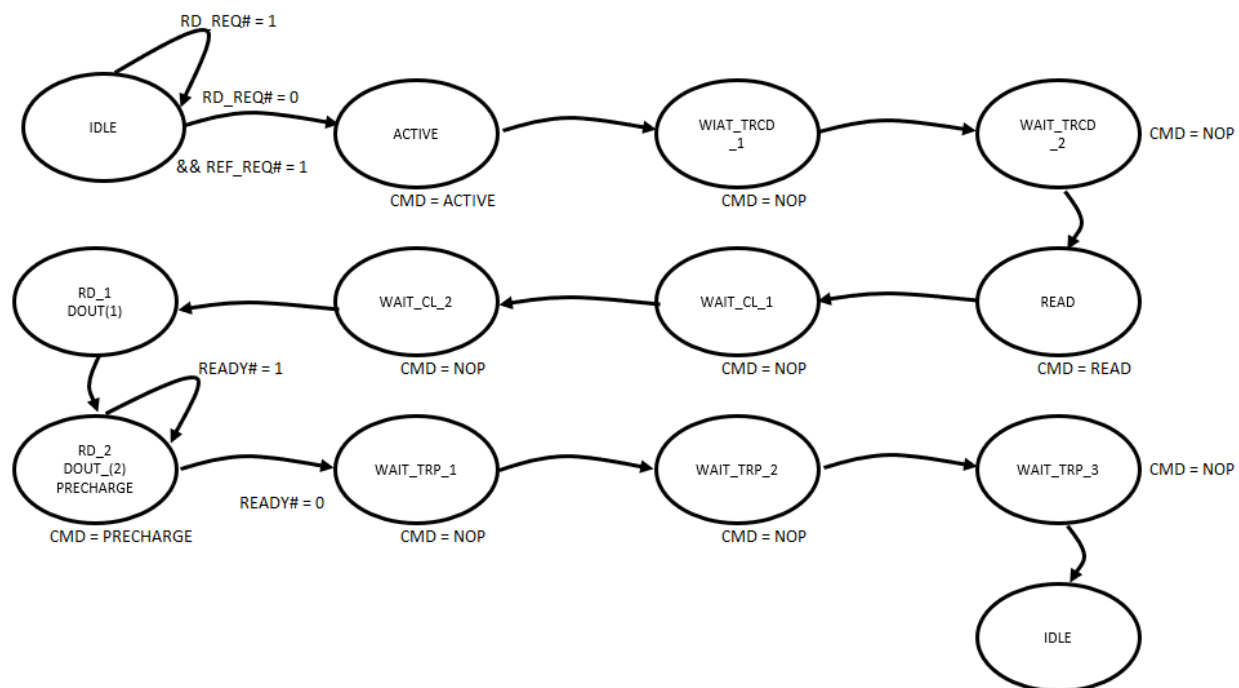 RD_REQ# = 1
IDLE
RD_REQ# = 0
&& REF_REQ# = 1
ACTIVE
CMD = ACTIVE
WIAT_TRCD
_1
CMD = NOP
WAIT_TRCD
_2
CMD = NOP
RD_1
DOUT(1)
WAIT_CL_2
CMD = NOP
WAIT_CL_1
CMD = NOP
READ
CMD = READ
READY# = 1
RD_2
DOUT_(2)
PRECHARGE
CMD = PRECHARGE
READY# = 0
WAIT_TRP_1
CMD = NOP
WAIT_TRP_2
CMD = NOP
WAIT_TRP_3
CMD = NOP
IDLE